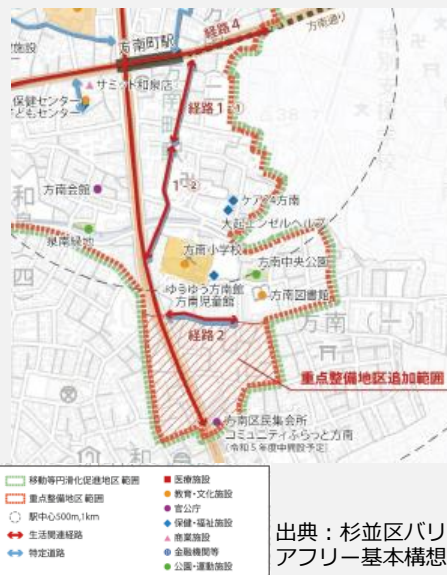 経路4
方南通り
施設
方南町駅
サミット和泉店
保健センター
子どもセンター
経路1-①
1-②
方南会館
ケア24方南
大起エンゼルヘルプ
泉南緑地
方南小学校
方南中央公園
ゆうゆう方南館
方南児童館
方南図書館
和
泉
四
方南
経路2
重点整備地区追加範囲
方南区民集会所
コミュニティふらっと方南
(令和5年度中開設予定)
移動等円滑化促進地区 範囲
重点整備地区 範囲
駅中心500m,1km
生活関連経路
特定道路
医療施設
教育・文化施設
官公庁
保健・福祉施設
商業施設
金融機関等
公園・運動施設
出典:杉並区バリ
アフリー基本構想